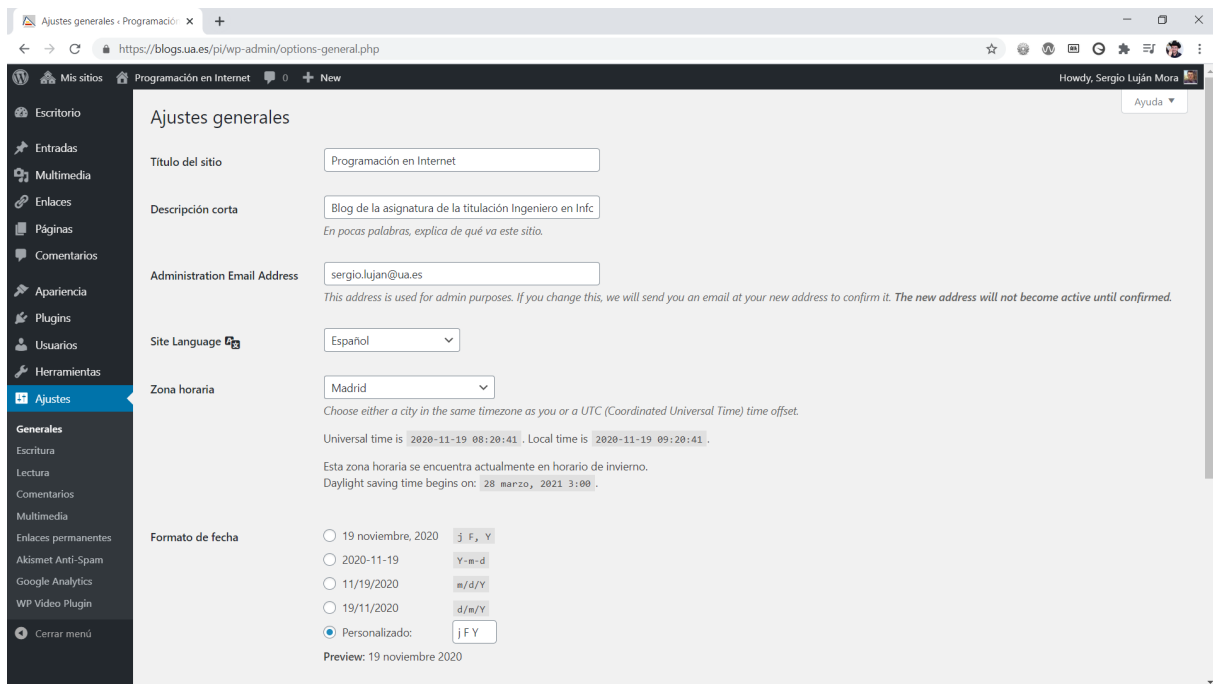 Ajustes generales ‹ Programación
https://blogs.ua.es/pi/wp-admin/options-general.php
Mis sitios Programación en Internet 0 New Howdy, Sergio Luján Mora
Ayuda
Escritorio
Entradas
Multimedia
Enlaces
Páginas
Comentarios
Apariencia
Plugins
Usuarios
Herramientas
Ajustes
Generales
Escritura
Lectura
Comentarios
Multimedia
Enlaces permanentes
Akismet Anti-Spam
Google Analytics
WP Video Plugin
Cerrar menú
Ajustes generales
Título del sitio Programación en Internet
Descripción corta Blog de la asignatura de la titulación Ingeniero en Info
En pocas palabras, explica de qué va este sitio.
Administration Email Address sergio.lujan@ua.es
This address is used for admin purposes. If you change this, we will send you an email at your new address to confirm it. The new address will not become active until confirmed.
Site Language Español
Zona horaria Madrid
Choose either a city in the same timezone as you or a UTC (Coordinated Universal Time) time offset.
Universal time is 2020-11-19 08:20:41 . Local time is 2020-11-19 09:20:41 .
Esta zona horaria se encuentra actualmente en horario de invierno.
Daylight saving time begins on: 28 marzo, 2021 3:00 .
Formato de fecha 19 noviembre, 2020 j F, Y
2020-11-19 Y-m-d
11/19/2020 m/d/Y
19/11/2020 d/m/Y
Personalizado: j F Y
Preview: 19 noviembre 2020